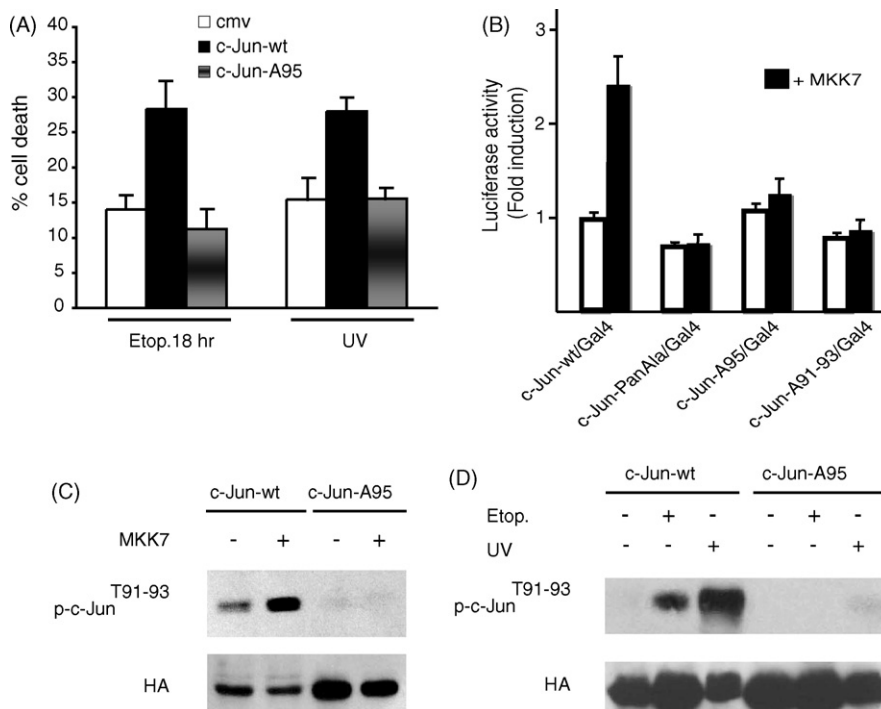 (A)
% cell death
40
35
30
25
20
15
10
5
0
cmv
c-Jun-wt
c-Jun-A95
Etop.18 hr
UV
(B)
Luciferase activity
(Fold induction)
3
2
1
+ MKK7
c-Jun-wt/Gal4
c-Jun-PanAla/Gal4
c-Jun-A95/Gal4
c-Jun-A91-93/Gal4
(C)
c-Jun-wt c-Jun-A95
MKK7 - + - +
p-c-Jun T91-93
HA
(D)
c-Jun-wt c-Jun-A95
Etop. - + - - + -
UV - - + - - +
p-c-Jun T91-93
HA